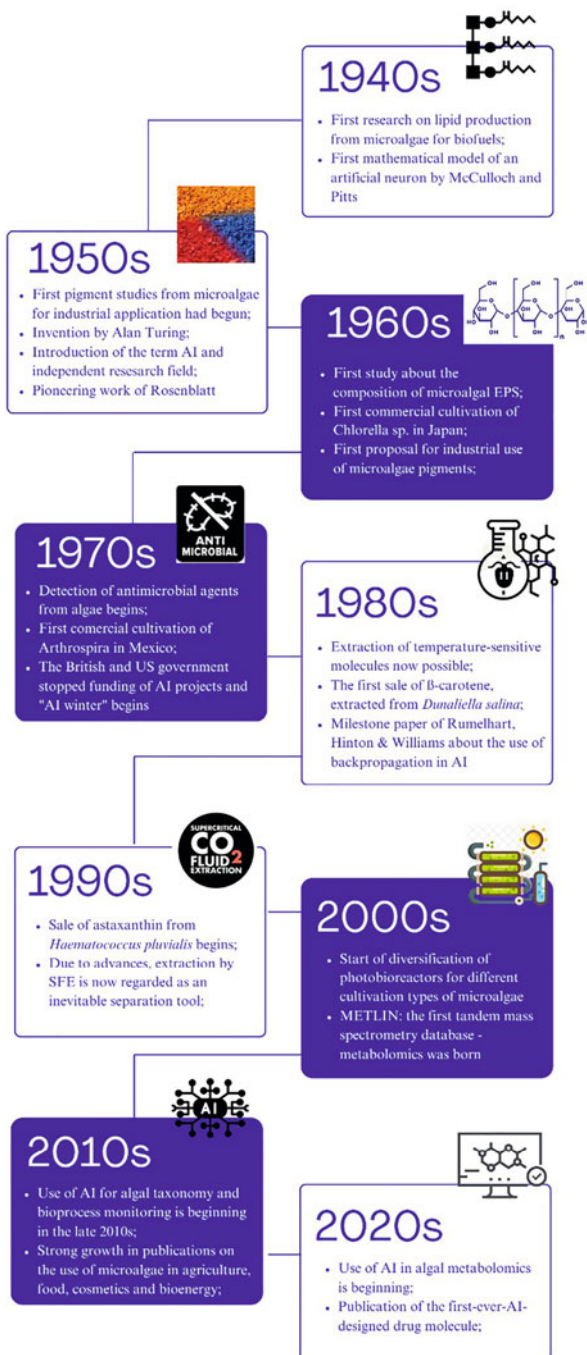 1940s
• First research on lipid production
from microalgae for biofuels;
• First mathematical model of an
artificial neuron by McCulloch and
Pitts
1950s
• First pigment studies from microalgae
for industrial application had begun;
• Invention by Alan Turing;
• Introduction of the term AI and
independent research field;
• Pioneering work of Rosenblatt
1960s
• First study about the
composition of microalgal EPS;
• First commercial cultivation of
Chlorella sp. in Japan;
• First proposal for industrial use
of microalgae pigments;
ANTI
MICROBIAL
1970s
• Detection of antimicrobial agents
from algae begins;
• First comercial cultivation of
Arthrospira in Mexico;
• The British and US government
stopped funding of AI projects and
"AI winter" begins
1980s
• Extraction of temperature-sensitive
molecules now possible;
• The first sale of ß-carotene,
extracted from Dunaliella salina;
• Milestone paper of Rumelhart,
Hinton & Williams about the use of
backpropagation in AI
SUPERCRITICAL
CO2
FLUID
EXTRACTION
1990s
• Sale of astaxanthin from
Haematococcus pluvialis begins;
• Due to advances, extraction by
SFE is now regarded as an
inevitable separation tool;
2000s
• Start of diversification of
photobioreactors for different
cultivation types of microalgae
• METLIN: the first tandem mass
spectrometry database -
metabolomics was born
AI
2010s
• Use of AI for algal taxonomy and
bioprocess monitoring is beginning
in the late 2010s;
• Strong growth in publications on
the use of microalgae in agriculture,
food, cosmetics and bioenergy;
2020s
• Use of AI in algal metabolomics
is beginning;
• Publication of the first-ever-AI-
designed drug molecule;